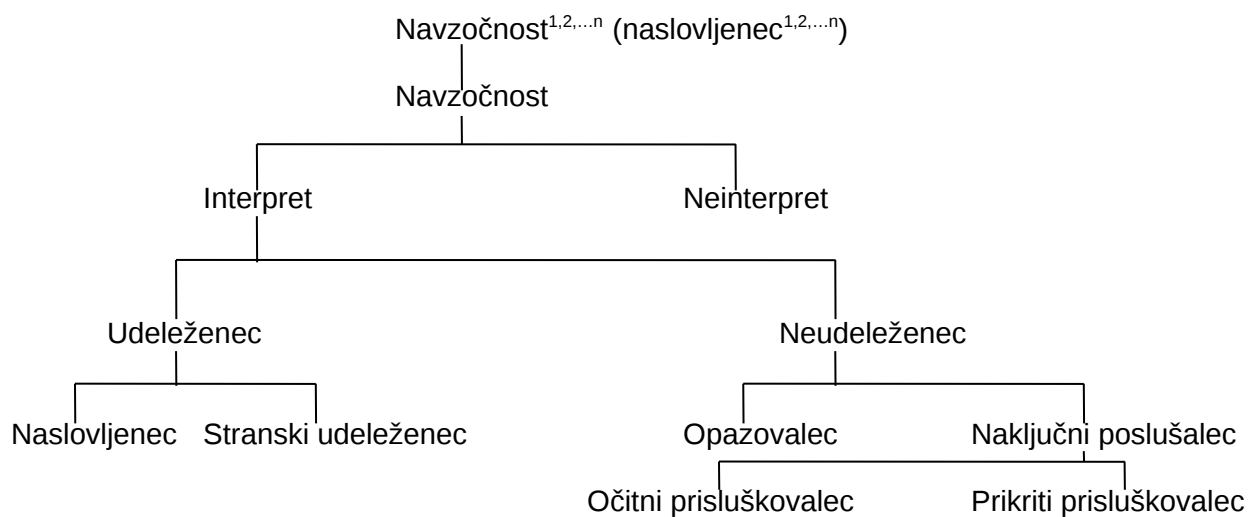 Navzočnost1,2,…n (naslovljenec1,2,…n)
Navzočnost
Interpret Neinterpret
Udeleženec Neudeleženec
Naslovljenec Stranski udeleženec Opazovalec Naključni poslušalec
Očitni prisluškovalec Prikriti prisluškovalec